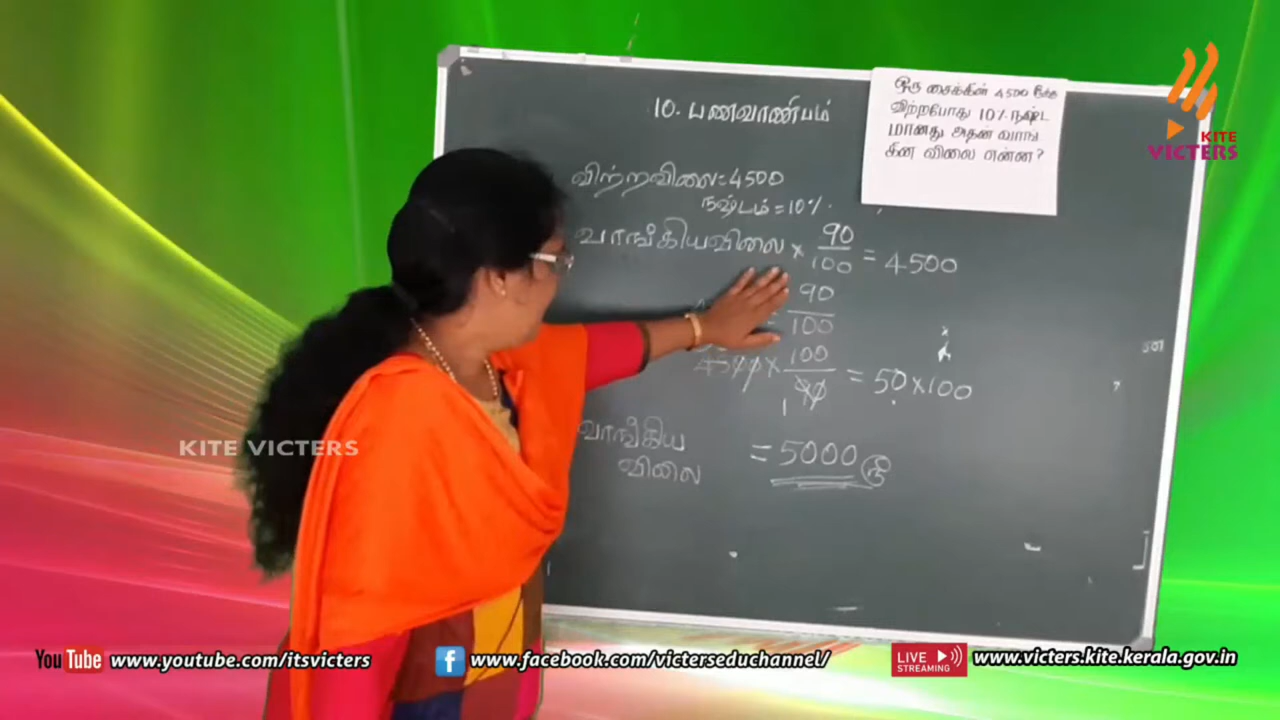 10. பணவாணிபம்
ஒரு சைக்கிள் 4500
விற்றபோது 10% நஷ்ட
மானது அதன் வாங்
கின விலை என்ன?
விற்றவிலை = 4500
நஷ்டம் = 10%
வாங்கியவிலை × 90/100 = 4500
90/100
4500 × 100/90 = 50 × 100
1
வாங்கிய
விலை = 5000 ரூ
KITE
VICTERS
KITE VICTERS
YouTube www.youtube.com/itsvicters
f www.facebook.com/victerseduchannel/
LIVE
STREAMING
www.victers.kite.kerala.gov.in